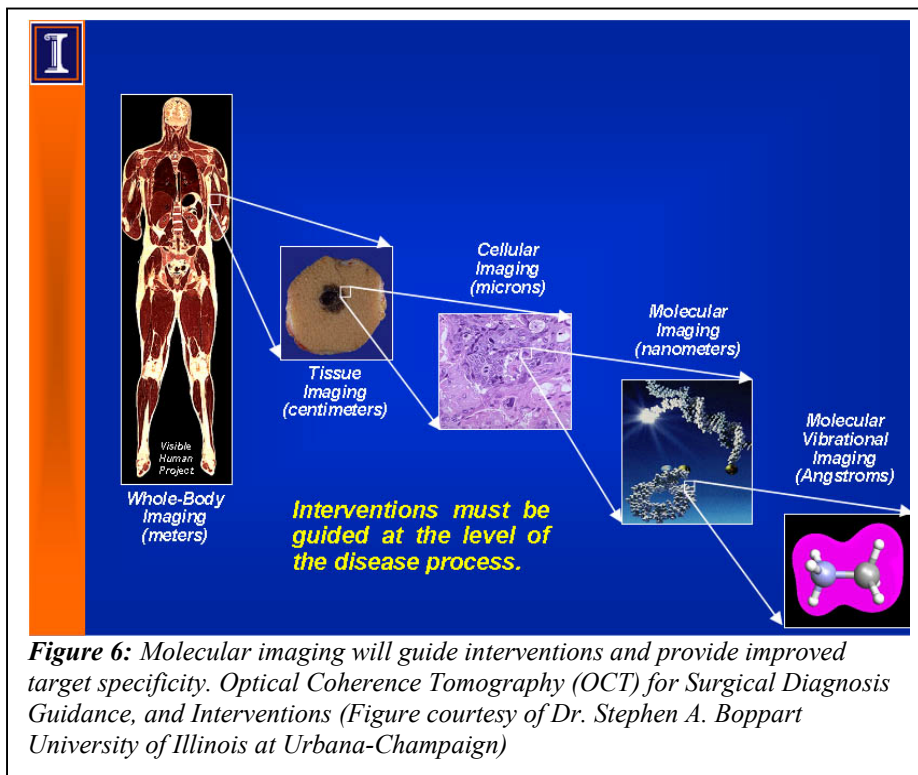 I
Cellular
Imaging
(microns)
Molecular
Imaging
(nanometers)
Tissue
Imaging
(centimeters)
Molecular
Vibrational
Imaging
(Angstroms)
Visible
Human
Project
Whole-Body
Imaging
(meters)
Interventions must be
guided at the level of
the disease process.
Figure 6: Molecular imaging will guide interventions and provide improved
target specificity. Optical Coherence Tomography (OCT) for Surgical Diagnosis
Guidance, and Interventions (Figure courtesy of Dr. Stephen A. Boppart
University of Illinois at Urbana-Champaign)